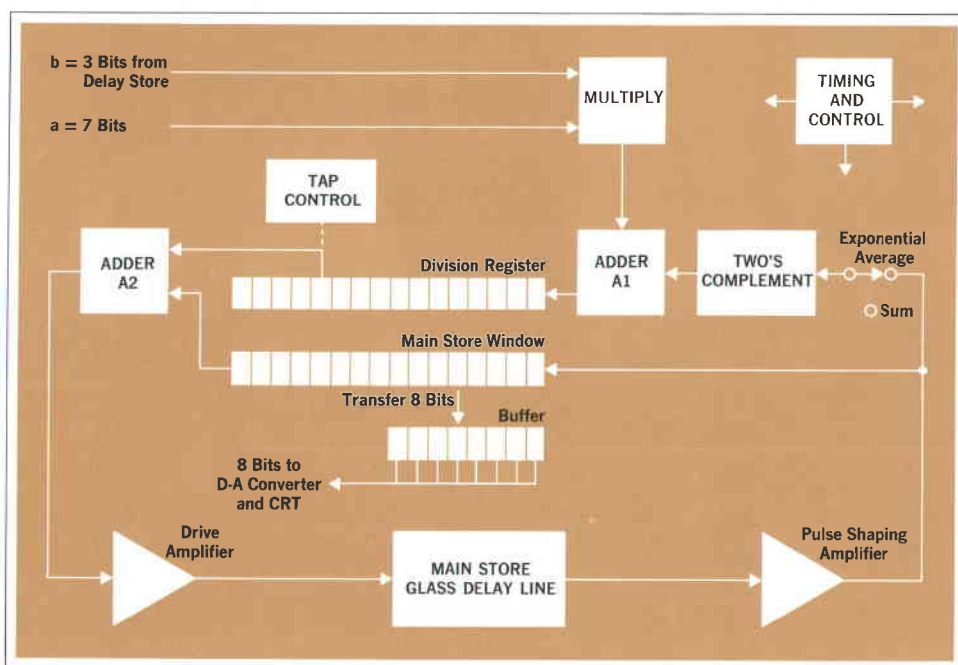 b = 3 Bits from
Delay Store
a = 7 Bits
MULTIPLY
TIMING
AND
CONTROL
TAP
CONTROL
ADDER
A2
Division Register
ADDER
A1
TWO'S
COMPLEMENT
Exponential
Average
Sum
Main Store Window
Transfer 8 Bits
Buffer
8 Bits to
D-A Converter
and CRT
Drive
Amplifier
MAIN STORE
GLASS DELAY LINE
Pulse Shaping
Amplifier